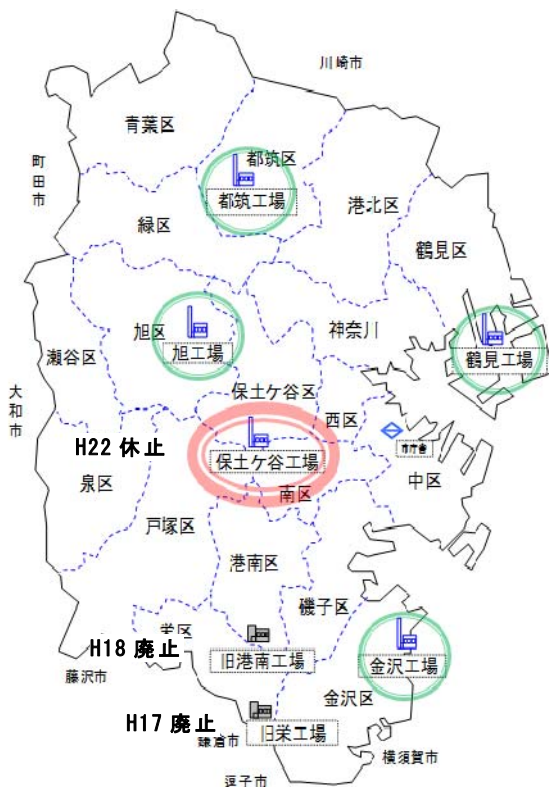 川崎市
青葉区
都筑区
町田市
都筑工場
港北区
緑区
鶴見区
旭区
神奈川
瀬谷区
旭工場
鶴見工場
大和市
保土ケ谷区
西区
H22 休止
保土ケ谷工場
市庁舎
泉区
南区
中区
戸塚区
港南区
磯子区
栄区
H18 廃止
旧港南工場
金沢工場
藤沢市
金沢区
H17 廃止
旧栄工場
鎌倉市
横須賀市
逗子市